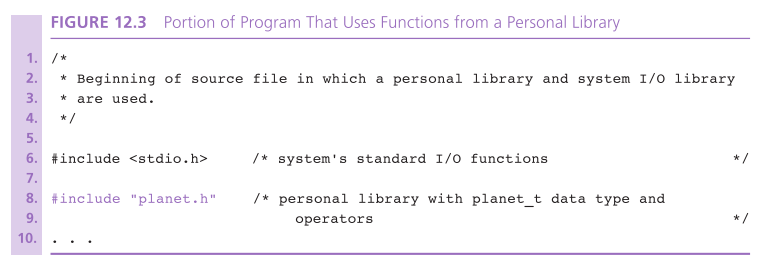 FIGURE 12.3 Portion of Program That Uses Functions from a Personal Library
1. /*
2. * Beginning of source file in which a personal library and system I/O library
3. * are used.
4. */
5.
6. #include <stdio.h> /* system's standard I/O functions */
7.
8. #include "planet.h" /* personal library with planet_t data type and
9. operators */
10. . . .